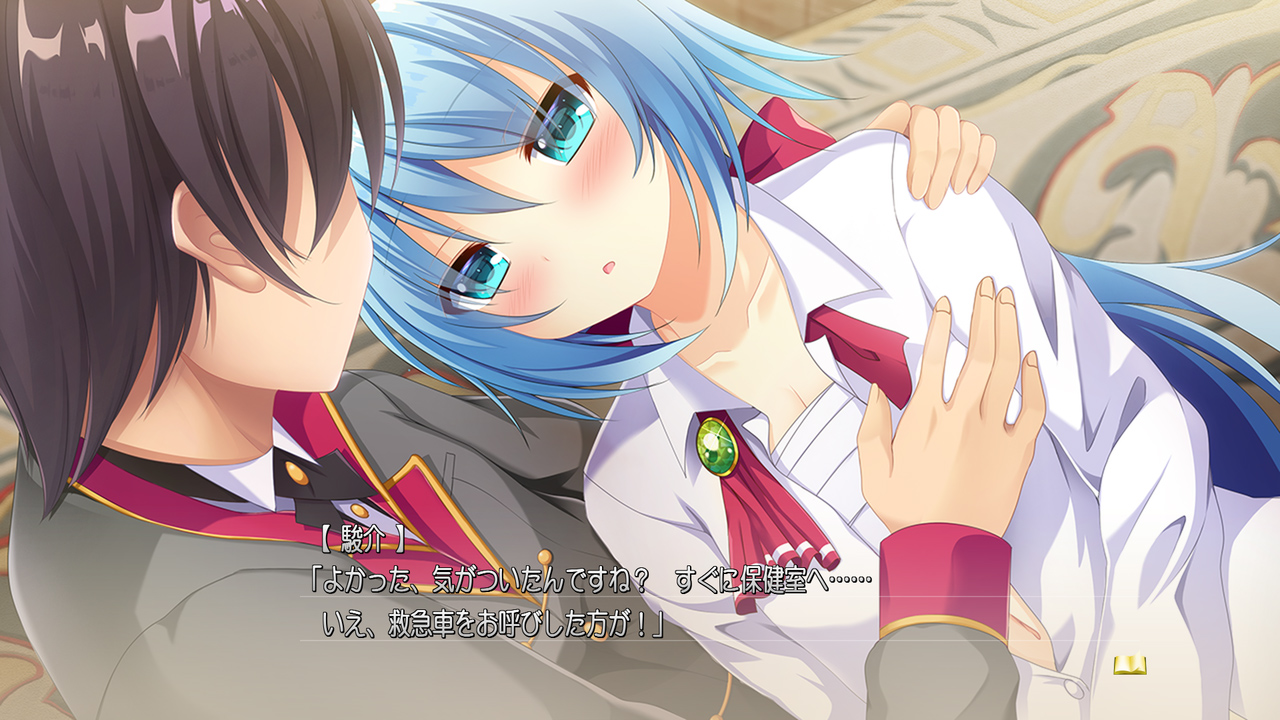 【 駿介 】
「よかった、気がついたんですね？　すぐに保健室へ……
いえ、救急車をお呼びした方が！」